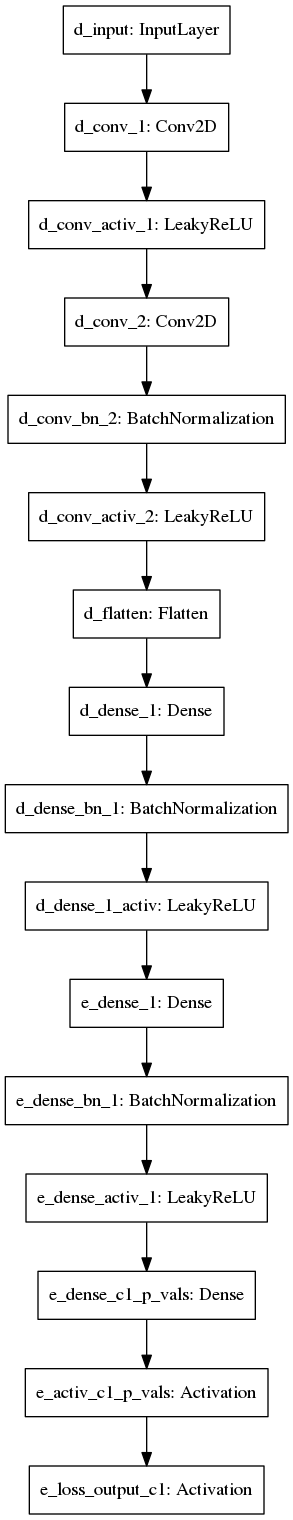 d_input: InputLayer
d_conv_1: Conv2D
d_conv_activ_1: LeakyReLU
d_conv_2: Conv2D
d_conv_bn_2: BatchNormalization
d_conv_activ_2: LeakyReLU
d_flatten: Flatten
d_dense_1: Dense
d_dense_bn_1: BatchNormalization
d_dense_1_activ: LeakyReLU
e_dense_1: Dense
e_dense_bn_1: BatchNormalization
e_dense_activ_1: LeakyReLU
e_dense_c1_p_vals: Dense
e_activ_c1_p_vals: Activation
e_loss_output_c1: Activation